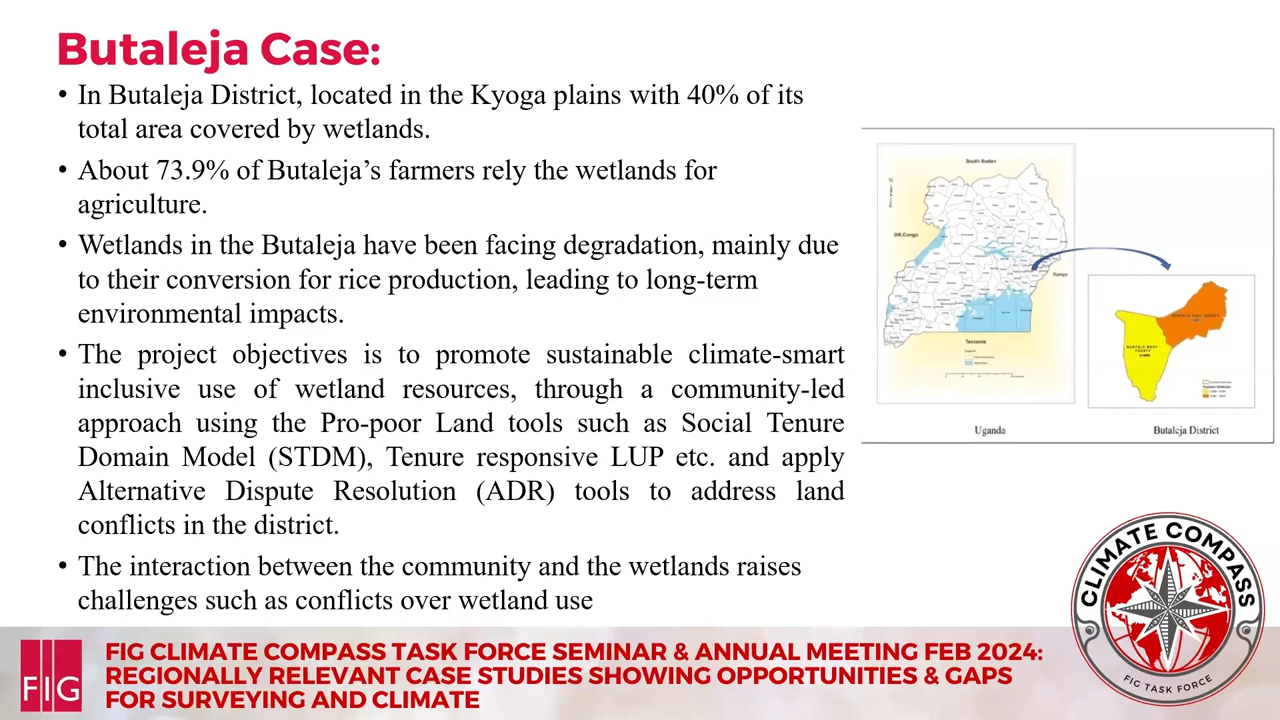 Butaleja Case:
• In Butaleja District, located in the Kyoga plains with 40% of its
total area covered by wetlands.
• About 73.9% of Butaleja’s farmers rely the wetlands for
agriculture.
• Wetlands in the Butaleja have been facing degradation, mainly due
to their conversion for rice production, leading to long-term
environmental impacts.
• The project objectives is to promote sustainable climate-smart
inclusive use of wetland resources, through a community-led
approach using the Pro-poor Land tools such as Social Tenure
Domain Model (STDM), Tenure responsive LUP etc. and apply
Alternative Dispute Resolution (ADR) tools to address land
conflicts in the district.
• The interaction between the community and the wetlands raises
challenges such as conflicts over wetland use
South Sudan
DR.Congo
Kenya
Tanzania
Uganda
Butaleja District
CLIMATE COMPASS
FIG TASK FORCE
FIG
FIG CLIMATE COMPASS TASK FORCE SEMINAR & ANNUAL MEETING FEB 2024:
REGIONALLY RELEVANT CASE STUDIES SHOWING OPPORTUNITIES & GAPS
FOR SURVEYING AND CLIMATE